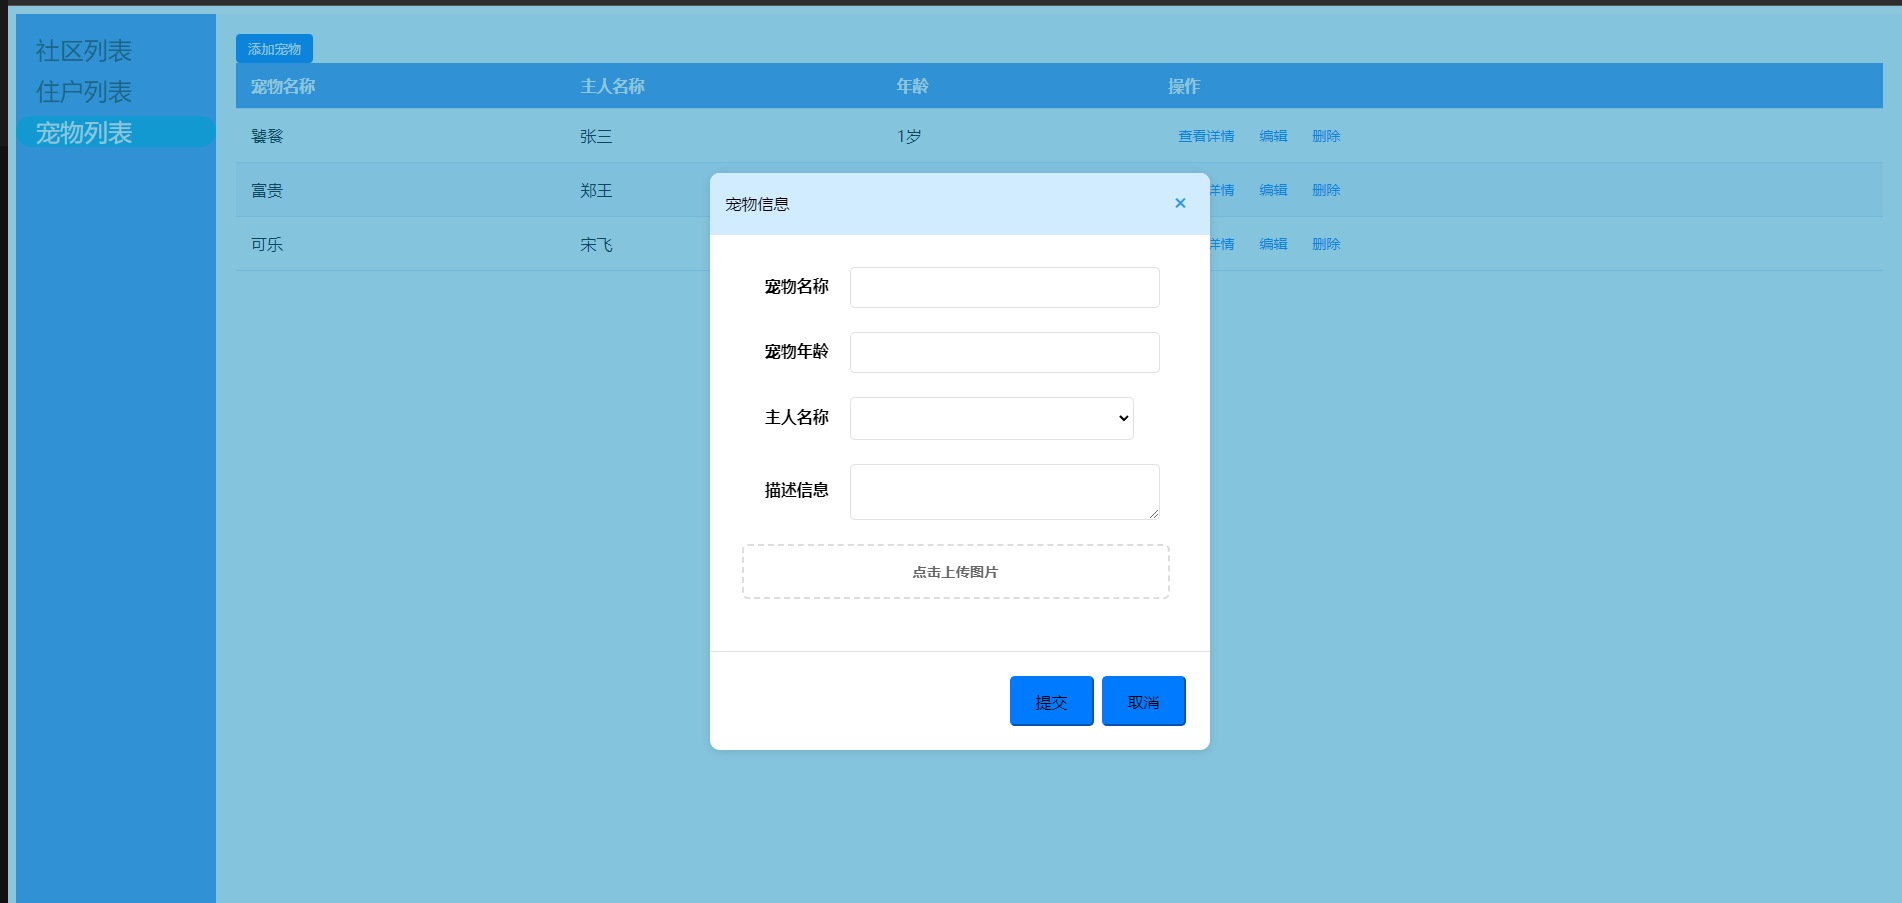 社区列表
住户列表
宠物列表
添加宠物
宠物名称 主人名称 年龄 操作
饕餮 张三 1岁 查看详情 编辑 删除
富贵 郑王 详情 编辑 删除
可乐 宋飞 详情 编辑 删除
宠物信息 ×
宠物名称
宠物年龄
主人名称
描述信息
点击上传图片
提交 取消